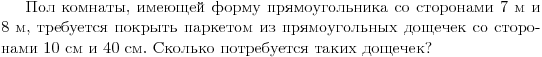 Пол комнаты, имеющей форму прямоугольника со сторонами 7 м и
8 м, требуется покрыть паркетом из прямоугольных дощечек со сторо-
нами 10 см и 40 см. Сколько потребуется таких дощечек?